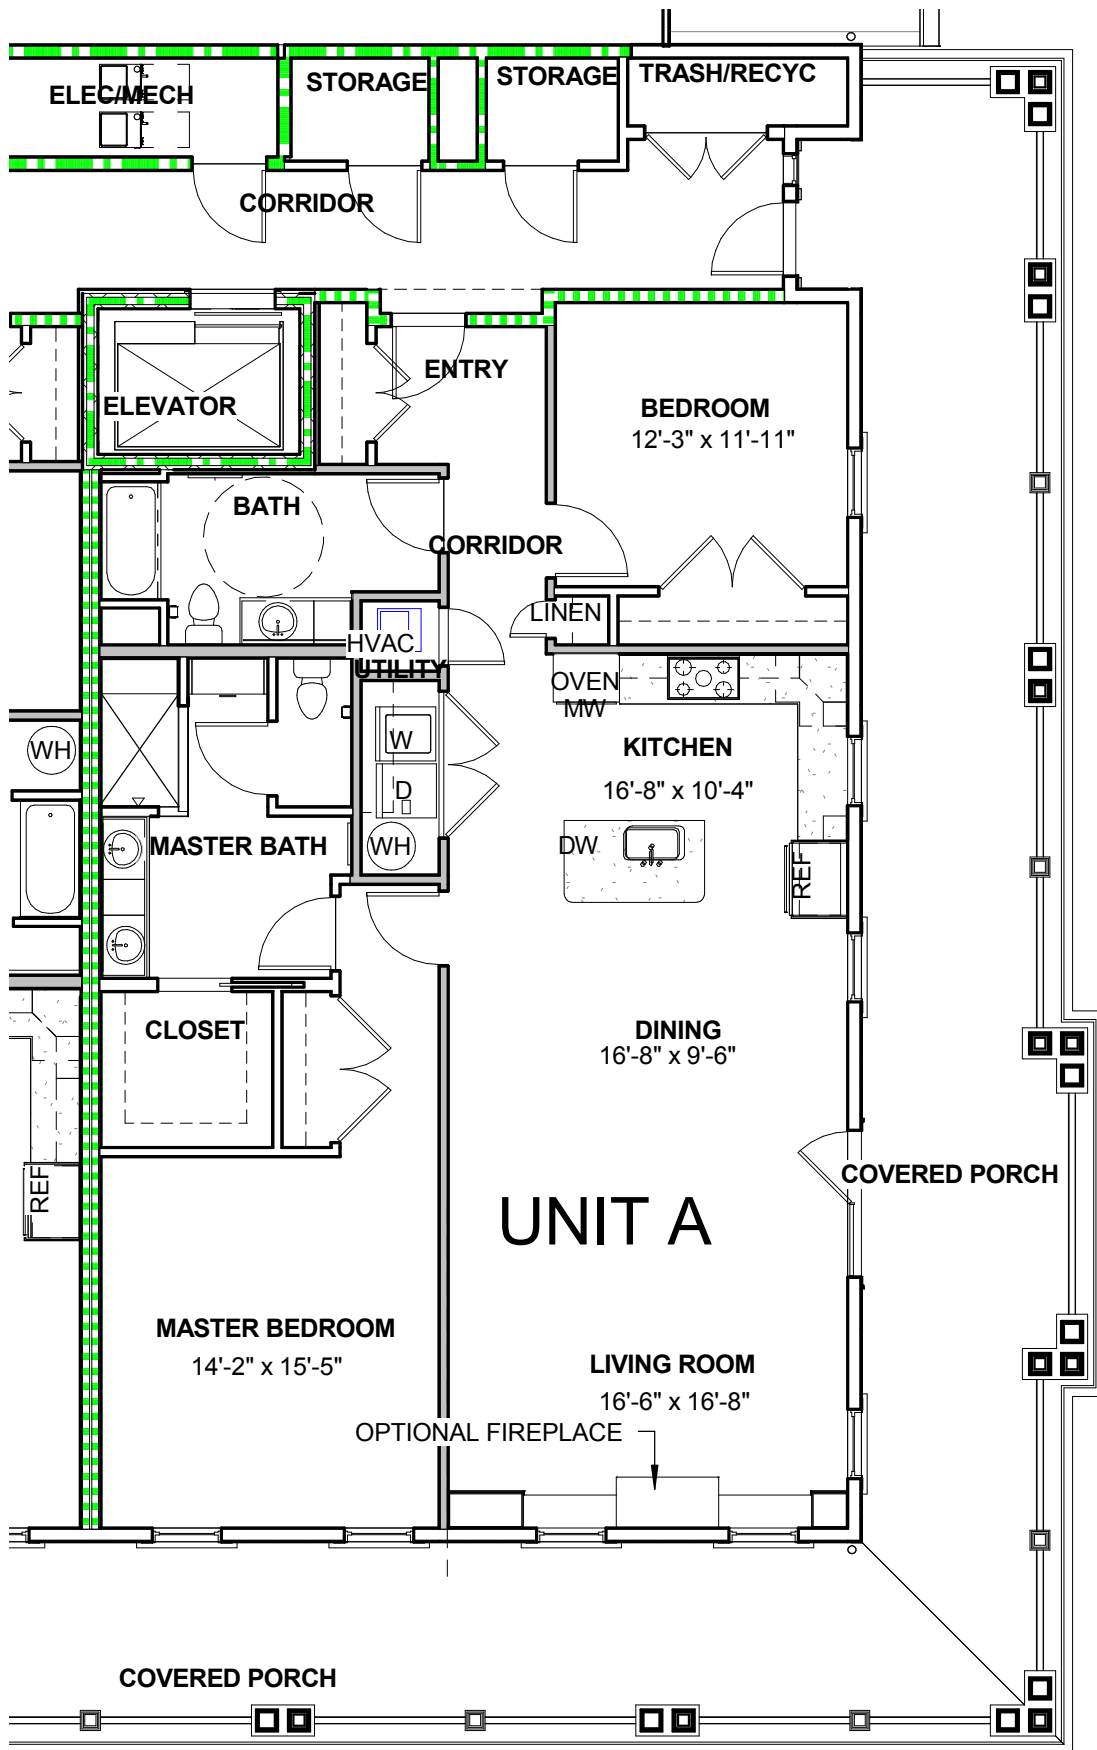 ELEC/MECH
STORAGE
STORAGE
TRASH/RECYC
CORRIDOR
ENTRY
ELEVATOR
BEDROOM
12'-3" x 11'-11"
BATH
CORRIDOR
LINEN
HVAC
UTILITY
OVEN
MW
W
D
WH
WH
KITCHEN
16'-8" x 10'-4"
DW
REF
MASTER BATH
CLOSET
DINING
16'-8" x 9'-6"
REF
COVERED PORCH
UNIT A
MASTER BEDROOM
14'-2" x 15'-5"
LIVING ROOM
16'-6" x 16'-8"
OPTIONAL FIREPLACE
COVERED PORCH